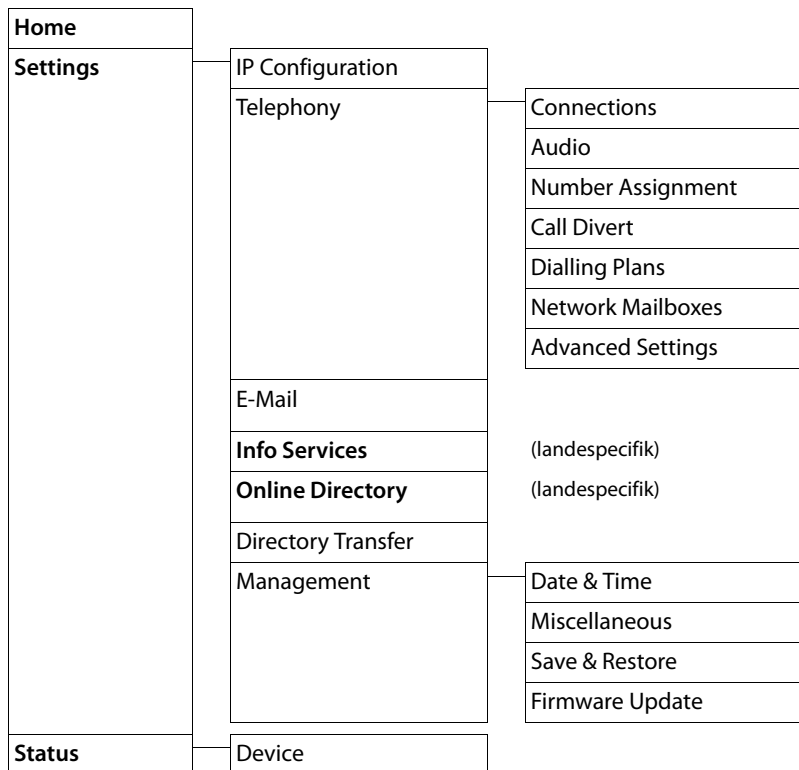 Home
Settings IP Configuration
Telephony Connections
Audio
Number Assignment
Call Divert
Dialling Plans
Network Mailboxes
Advanced Settings
E-Mail
Info Services (landespecifik)
Online Directory (landespecifik)
Directory Transfer
Management Date & Time
Miscellaneous
Save & Restore
Firmware Update
Status Device